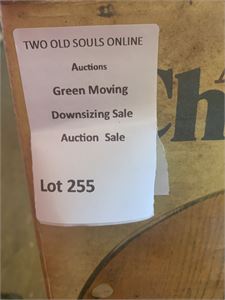 TWO OLD SOULS ONLINE
Auctions
Green Moving
Downsizing Sale
Auction Sale
Lot 255